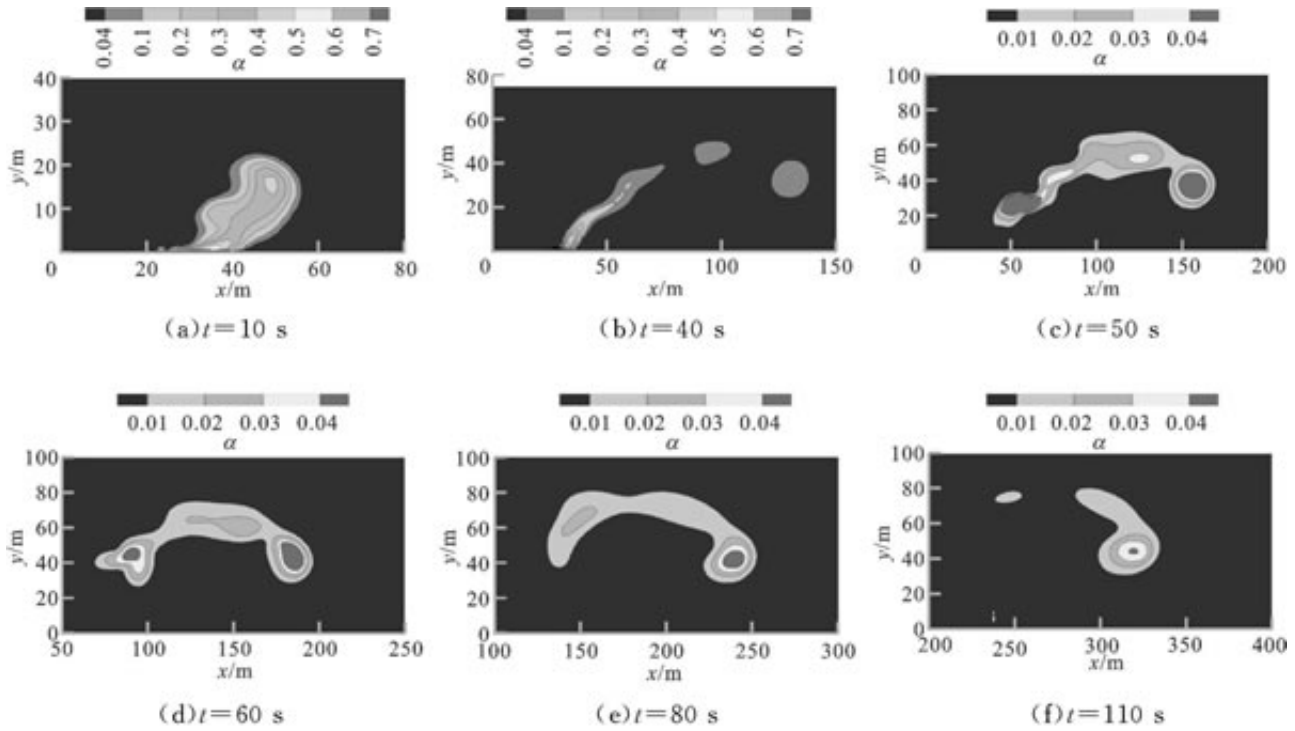 0.04 0.1 0.2 0.3 0.4 0.5 0.6 0.7
α
40
30
20
10
y/m
0 20 40 60 80
x/m
(a)t=10 s
0.04 0.1 0.2 0.3 0.4 0.5 0.6 0.7
α
80
60
40
20
y/m
0 50 100 150
x/m
(b)t=40 s
0.01 0.02 0.03 0.04
α
100
80
60
40
20
y/m
0 50 100 150 200
x/m
(c)t=50 s
0.01 0.02 0.03 0.04
α
100
80
60
40
20
0
y/m
50 100 150 200 250
x/m
(d)t=60 s
0.01 0.02 0.03 0.04
α
100
80
60
40
20
0
y/m
100 150 200 250 300
x/m
(e)t=80 s
0.01 0.02 0.03 0.04
α
100
80
60
40
20
0
y/m
200 250 300 350 400
x/m
(f)t=110 s